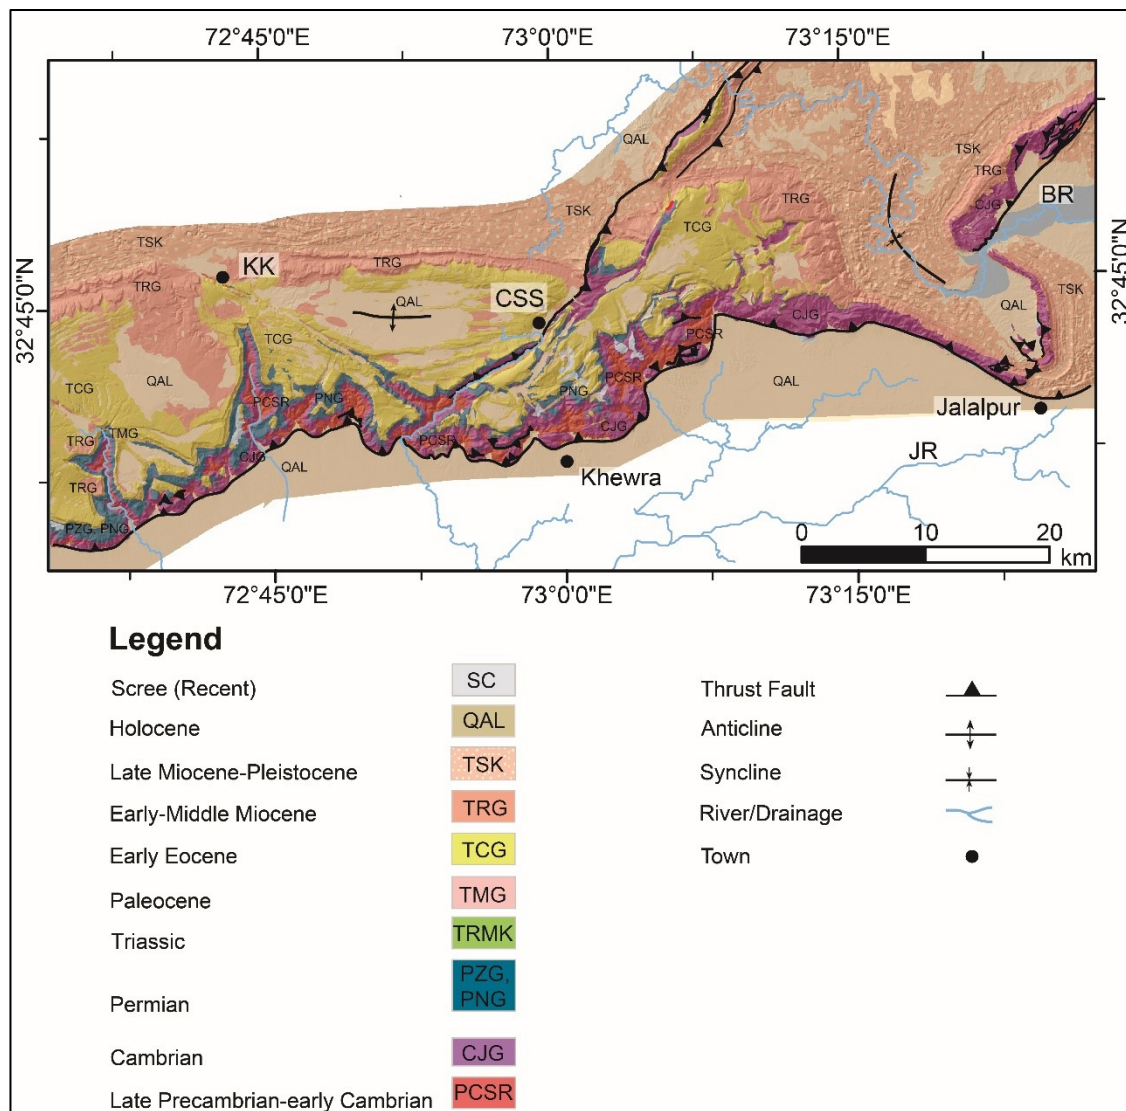 72°45'0"E 73°0'0"E 73°15'0"E
QAL
TSK
TRG
BR
CJG
TSK
TRG
TCG
TSK
TRG
KK
TRG
32°45'0"N
32°45'0"N
QAL
CSS
QAL
TSK
TCG
CJG
PCSR
TCG
QAL
PCSR
PNG
PNG
PCSR
QAL
Jalalpur
TRG
TMG
PCSR
CJG
CJG
QAL
JR
Khewra
TRG
PZG, PNG
0 10 20
km
72°45'0"E 73°0'0"E 73°15'0"E
Legend
Scree (Recent) SC
Holocene QAL
Late Miocene-Pleistocene TSK
Early-Middle Miocene TRG
Early Eocene TCG
Paleocene TMG
Triassic TRMK
Permian PZG, PNG
Cambrian CJG
Late Precambrian-early Cambrian PCSR
Thrust Fault
Anticline
Syncline
River/Drainage
Town